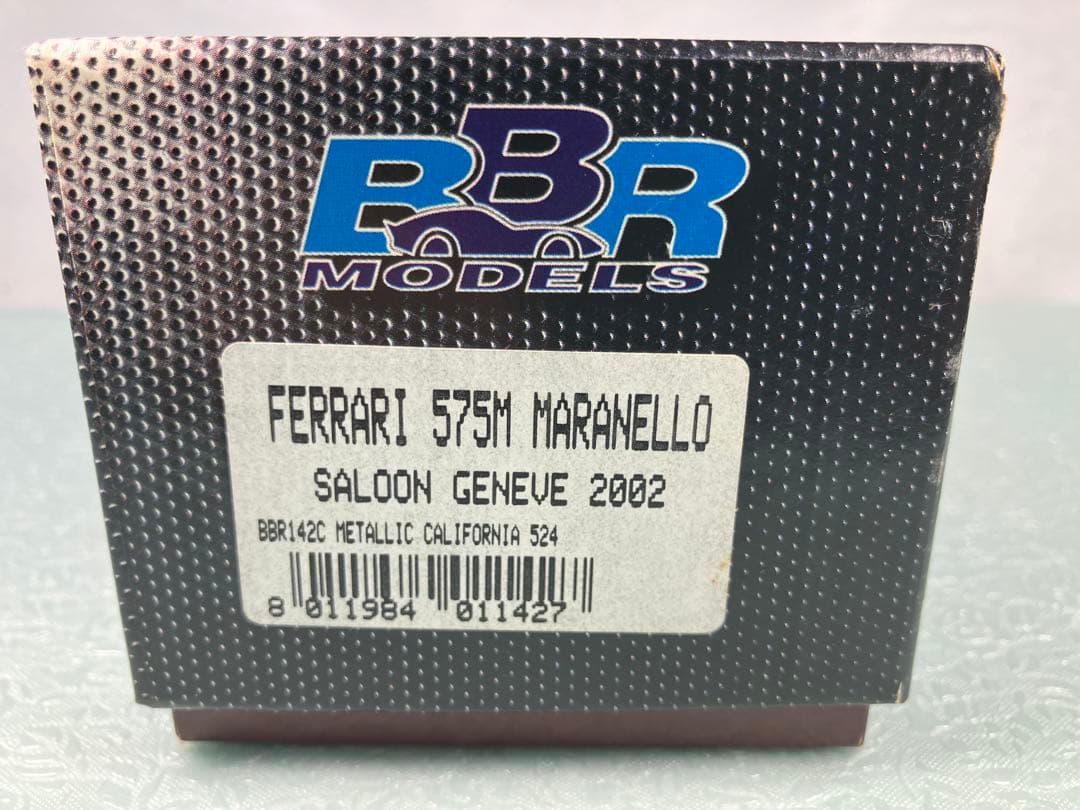 BBR
MODELS
FERRARI 575M MARANELLO
SALOON GENEVE 2002
BBR142C METALLIC CALIFORNIA 524
8 011984 011427